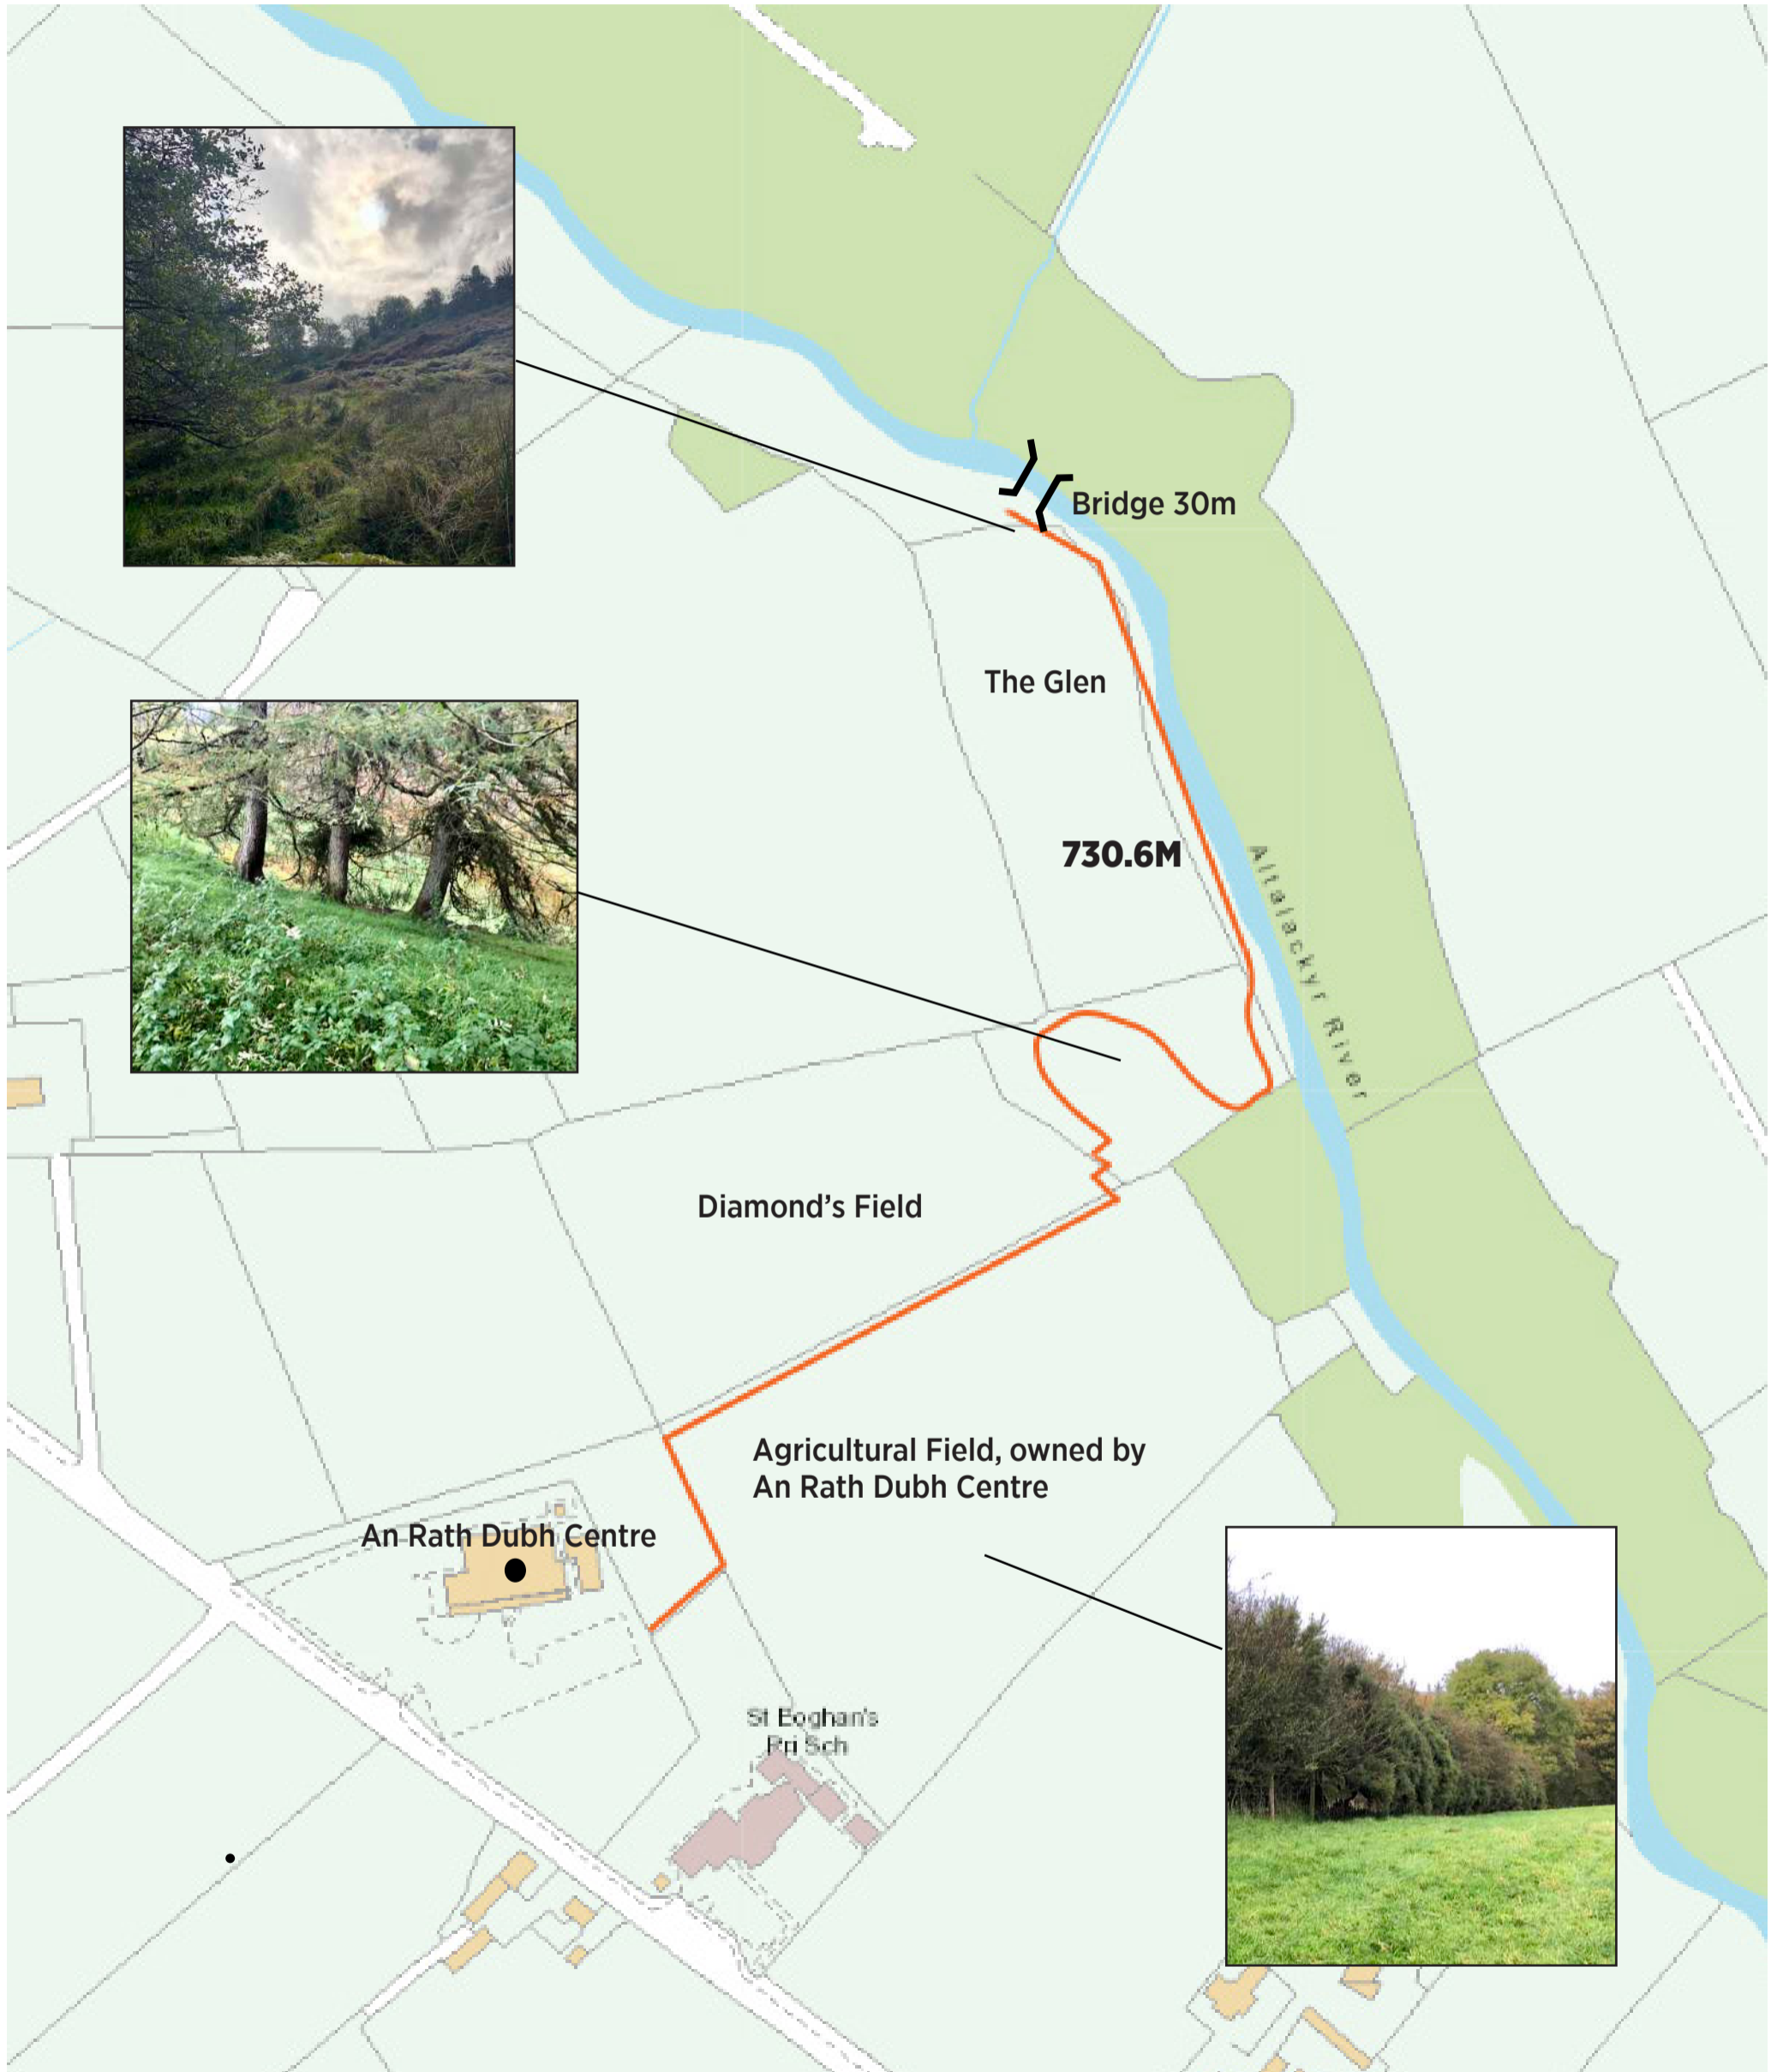 Bridge 30m
The Glen
730.6M
Altalackyr River
Diamond's Field
Agricultural Field, owned by
An Rath Dubh Centre
An Rath Dubh Centre
St Eoghan's
Pri Sch